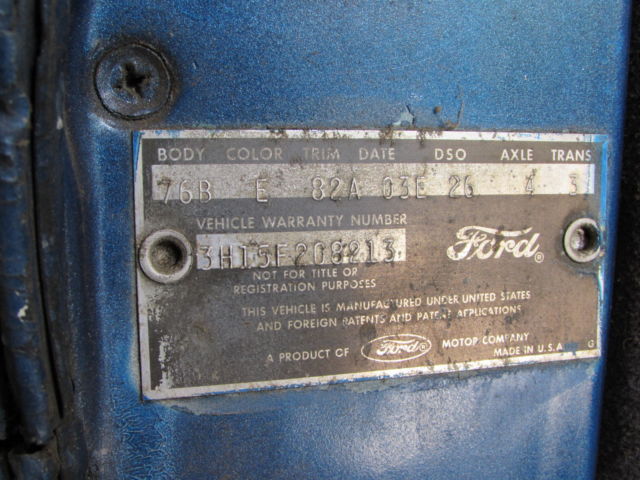 BODY COLOR TRIM DATE DSO AXLE TRANS
76B E 82A 03E 26 4 3
VEHICLE WARRANTY NUMBER
3H15F208213
Ford®
NOT FOR TITLE OR
REGISTRATION PURPOSES
THIS VEHICLE IS MANUFACTURED UNDER UNITED STATES
AND FOREIGN PATENTS AND PATENT APPLICATIONS
A PRODUCT OF Ford® MOTOR COMPANY
MADE IN U.S.A. G